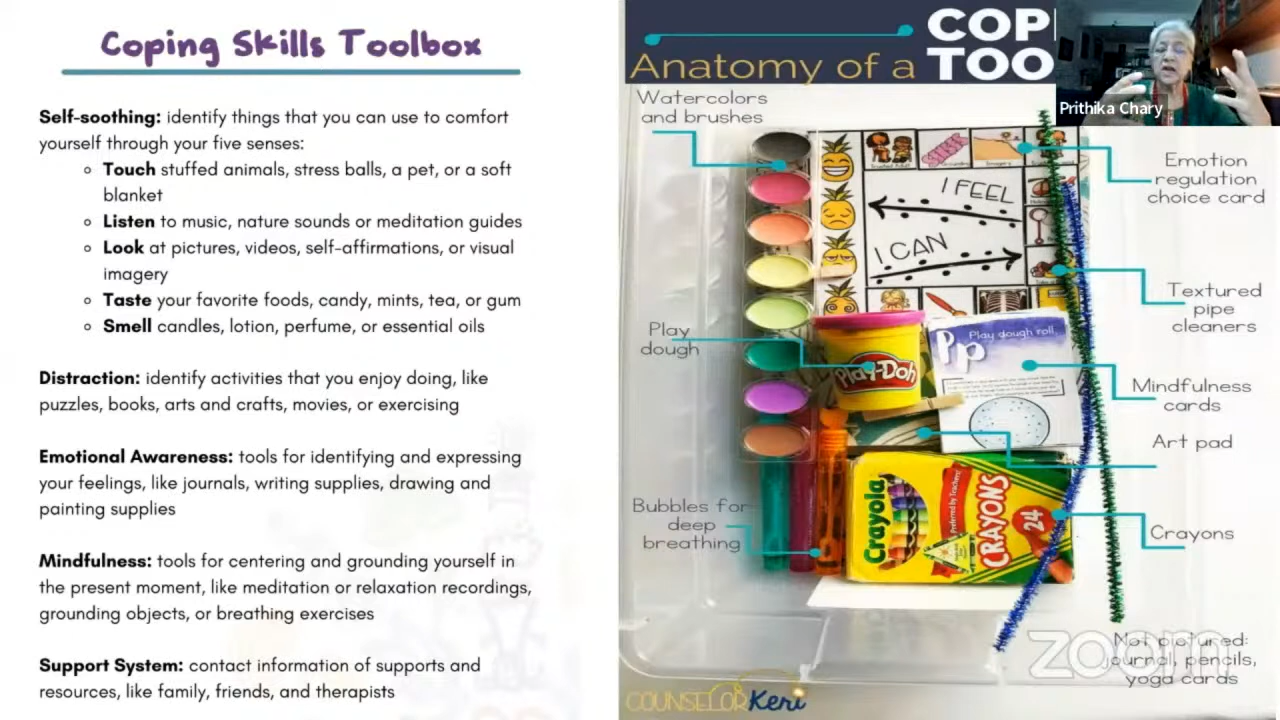 Coping Skills Toolbox
Self-soothing: identify things that you can use to comfort
yourself through your five senses:
Touch stuffed animals, stress balls, a pet, or a soft
blanket
Listen to music, nature sounds or meditation guides
Look at pictures, videos, self-affirmations, or visual
imagery
Taste your favorite foods, candy, mints, tea, or gum
Smell candles, lotion, perfume, or essential oils
Distraction: identify activities that you enjoy doing, like
puzzles, books, arts and crafts, movies, or exercising
Emotional Awareness: tools for identifying and expressing
your feelings, like journals, writing supplies, drawing and
painting supplies
Mindfulness: tools for centering and grounding yourself in
the present moment, like meditation or relaxation recordings,
grounding objects, or breathing exercises
Support System: contact information of supports and
resources, like family, friends, and therapists
COP
Anatomy of a TOO
Prithika Chary
Watercolors
and brushes
Emotion
regulation
choice card
I FEEL
I CAN
Textured
pipe
cleaners
Play
dough
Play-Doh
Pp
Play dough roll
Mindfulness
cards
Art pad
Bubbles for
deep
breathing
Crayola
Preferred by Teachers!
CRAYONS
24
Crayons
Not pictured:
journal, pencils,
yoga cards
zoom
COUNSELOR Keri